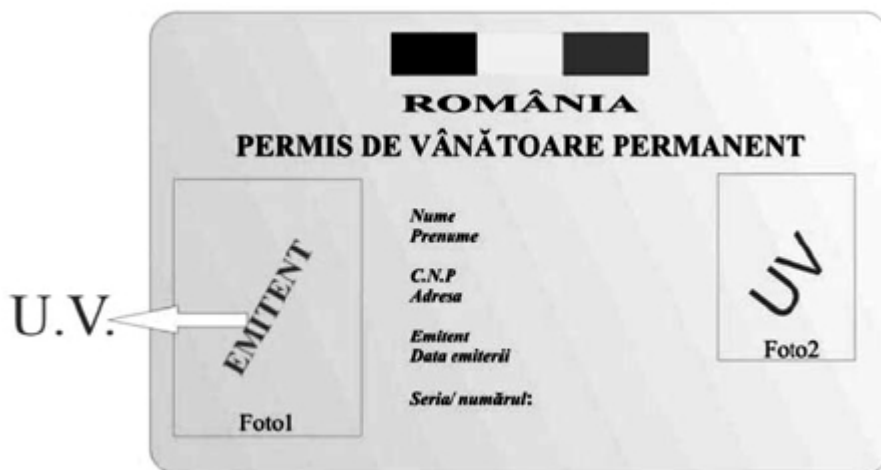 ROMÂNIA
PERMIS DE VÂNĂTOARE PERMANENT
U.V.
EMITENT
Foto1
Nume
Prenume
C.N.P
Adresa
Emitent
Data emiterii
Seria/ numărul:
UV
Foto2